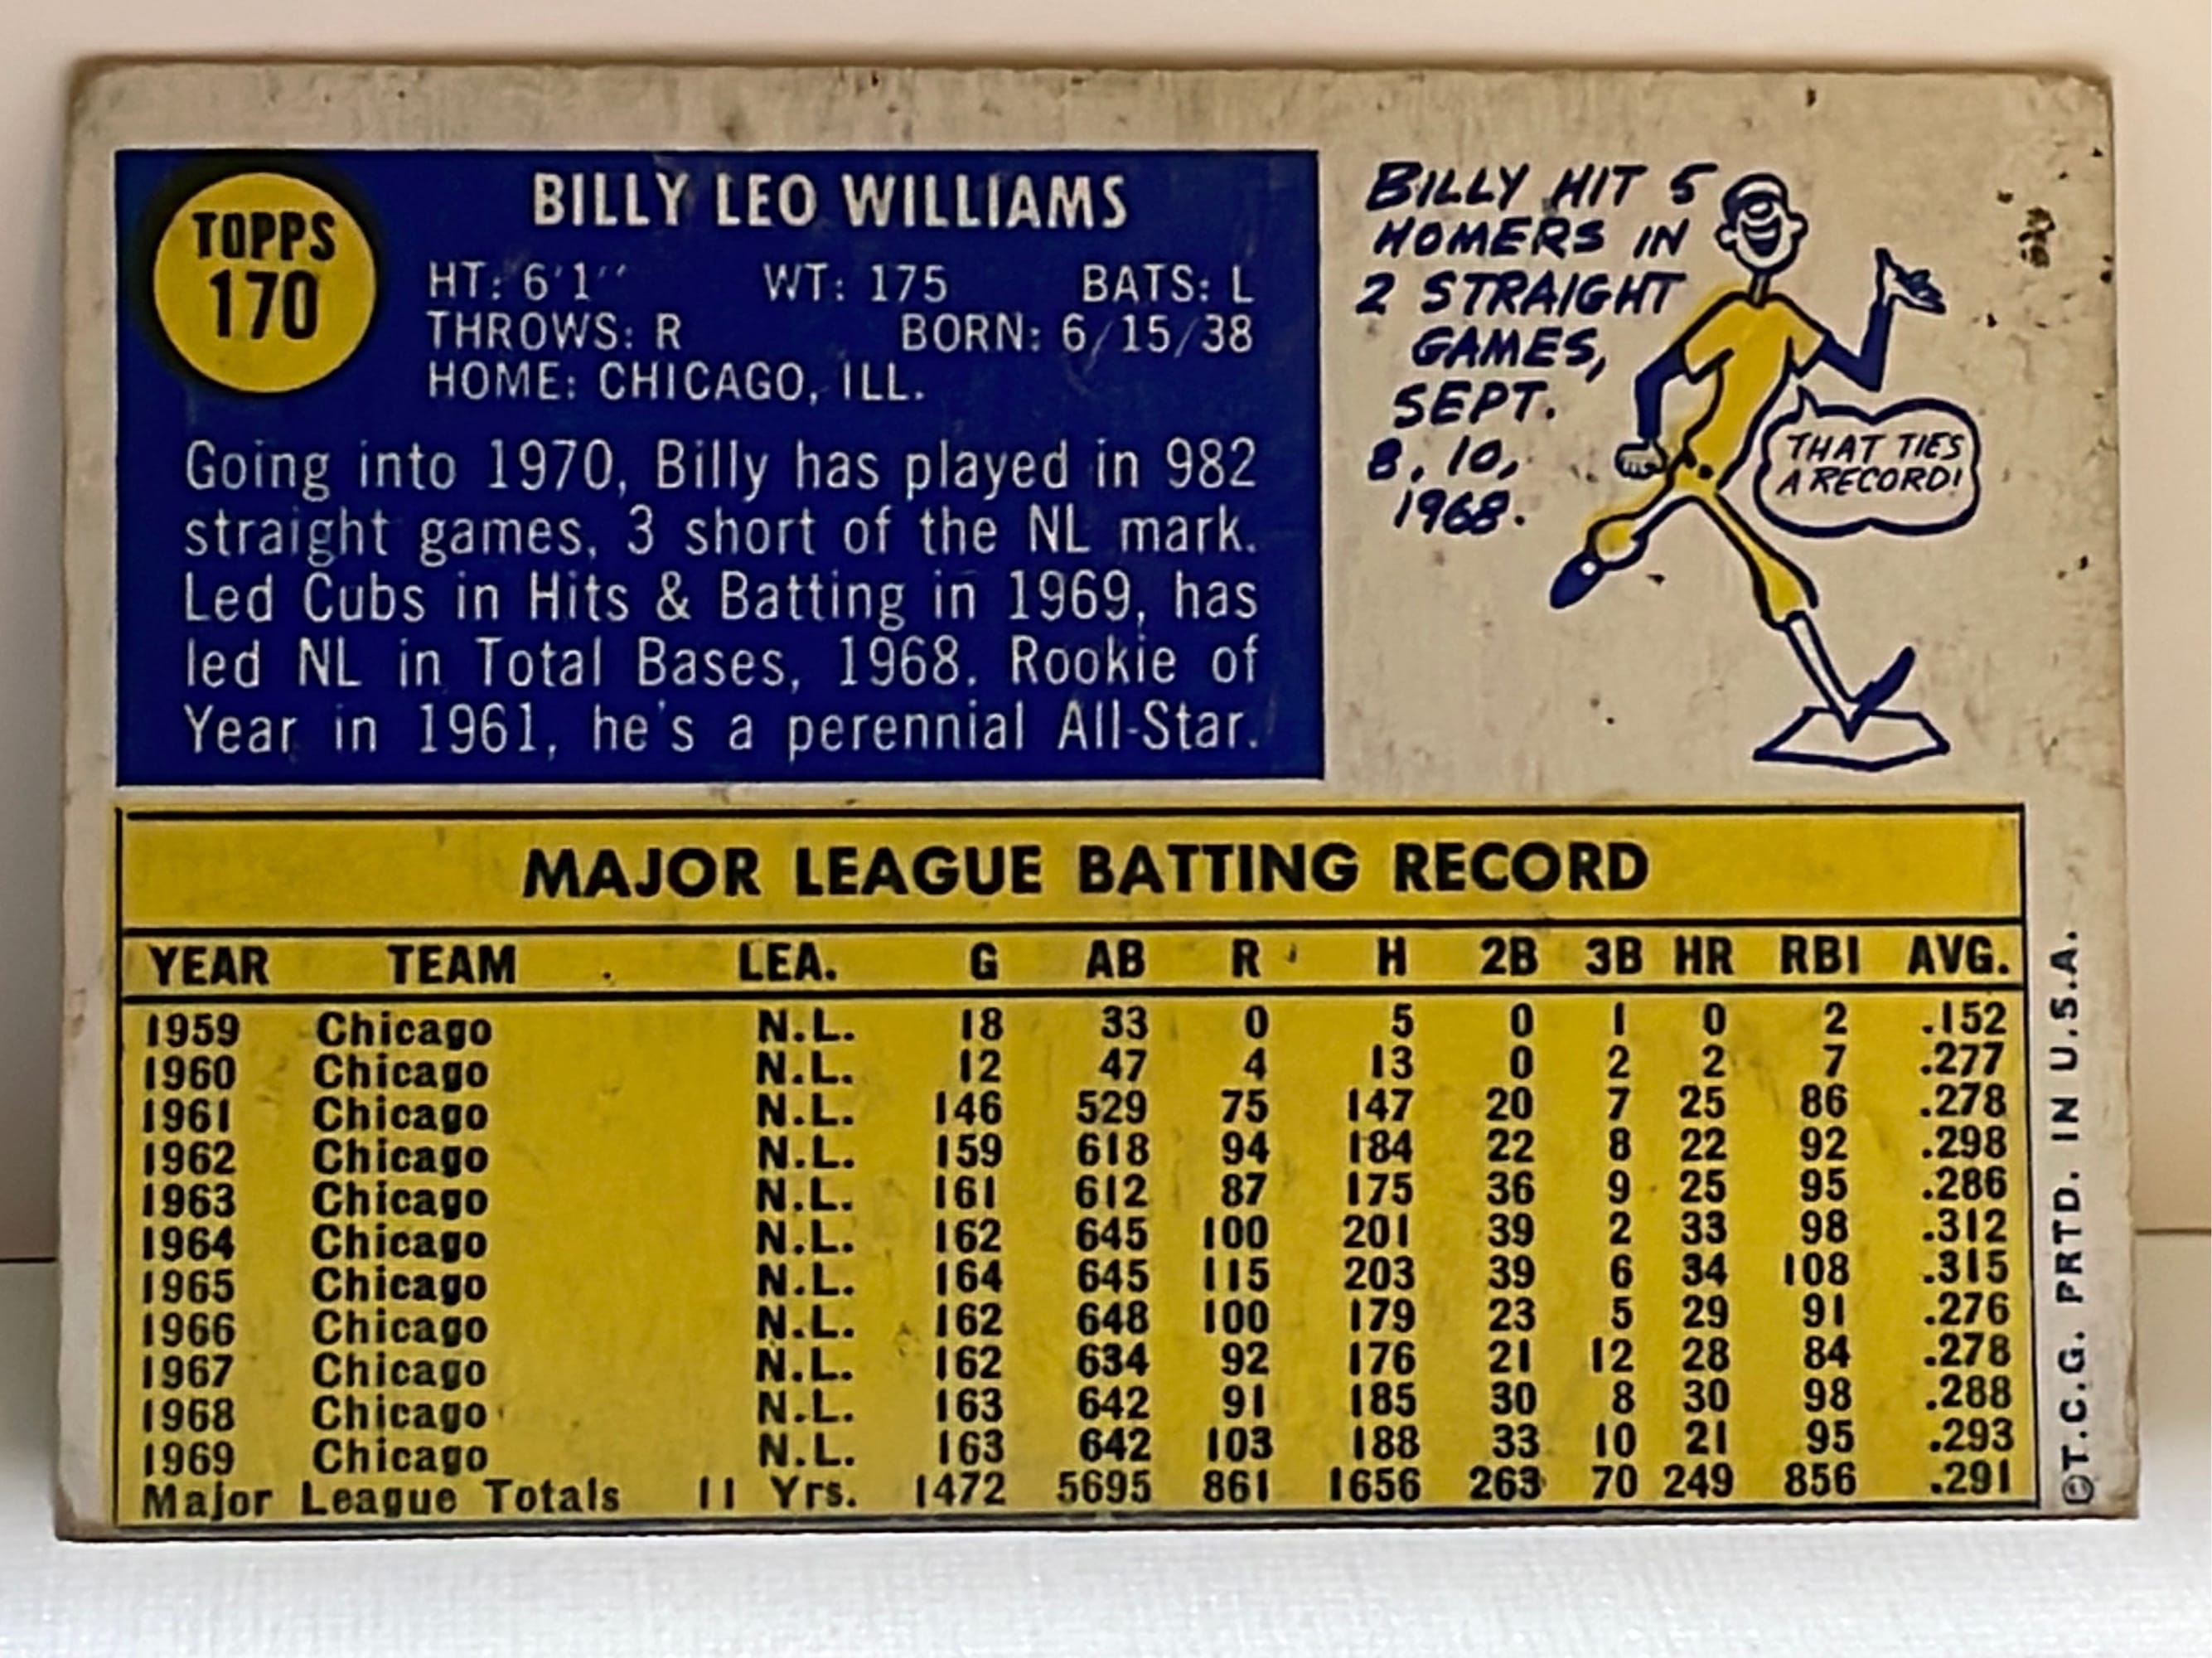 TOPPS
170
BILLY LEO WILLIAMS
HT: 6'1'' WT: 175 BATS: L
THROWS: R BORN: 6/15/38
HOME: CHICAGO, ILL.
Going into 1970, Billy has played in 982
straight games, 3 short of the NL mark.
Led Cubs in Hits & Batting in 1969, has
led NL in Total Bases, 1968. Rookie of
Year in 1961, he's a perennial All-Star.
BILLY HIT 5
HOMERS IN
2 STRAIGHT
GAMES,
SEPT.
8, 10,
1968.
THAT TIES
A RECORD!
MAJOR LEAGUE BATTING RECORD
YEAR TEAM LEA. G AB R H 2B 3B HR RBI AVG.
1959 Chicago N.L. 18 33 0 5 0 1 0 2 .152
1960 Chicago N.L. 12 47 4 13 0 2 2 7 .277
1961 Chicago N.L. 146 529 75 147 20 7 25 86 .278
1962 Chicago N.L. 159 618 94 184 22 8 22 92 .298
1963 Chicago N.L. 161 612 87 175 36 9 25 95 .286
1964 Chicago N.L. 162 645 100 201 39 2 33 98 .312
1965 Chicago N.L. 164 645 115 203 39 6 34 108 .315
1966 Chicago N.L. 162 648 100 179 23 5 29 91 .276
1967 Chicago N.L. 162 634 92 176 21 12 28 84 .278
1968 Chicago N.L. 163 642 91 185 30 8 30 98 .288
1969 Chicago N.L. 163 642 103 188 33 10 21 95 .293
Major League Totals 11 Yrs. 1472 5695 861 1656 263 70 249 856 .291
©T.C.G. PRTD. IN U.S.A.